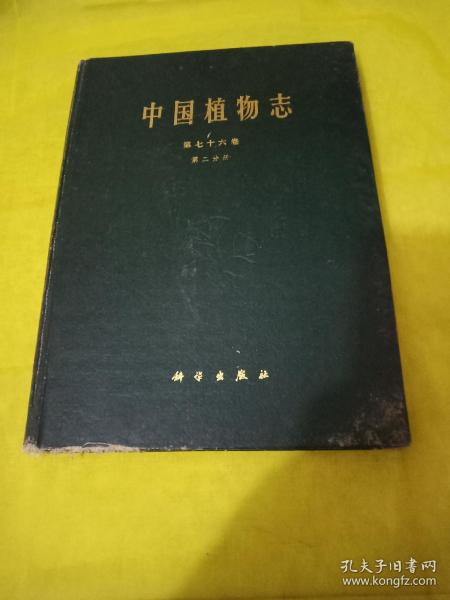 中国植物志
第七十六卷
第二分册
科学出版社
孔夫子旧书网
www.kongfz.com